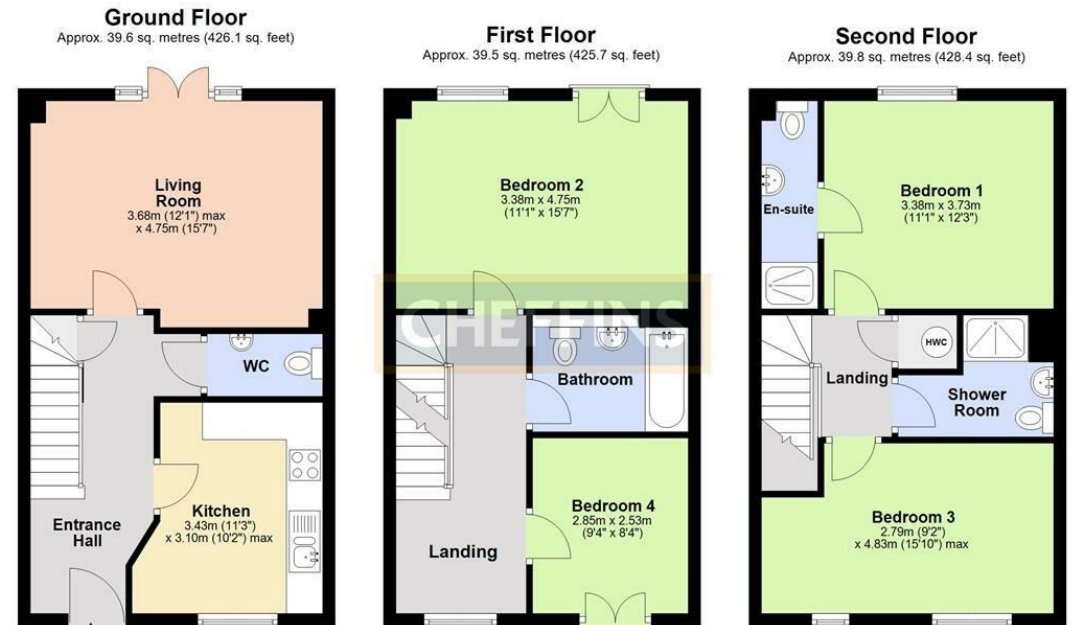 Ground Floor
Approx. 39.6 sq. metres (426.1 sq. feet)
Living
Room
3.68m (12'1") max
x 4.75m (15'7")
WC
Kitchen
3.43m (11'3")
x 3.10m (10'2") max
Entrance
Hall
First Floor
Approx. 39.5 sq. metres (425.7 sq. feet)
Bedroom 2
3.38m x 4.75m
(11'1" x 15'7")
CHEFFINS
Bathroom
Bedroom 4
2.85m x 2.53m
(9'4" x 8'4")
Landing
Second Floor
Approx. 39.8 sq. metres (428.4 sq. feet)
En-suite
Bedroom 1
3.38m x 3.73m
(11'1" x 12'3")
HWC
Landing
Shower
Room
Bedroom 3
2.79m (9'2")
x 4.83m (15'10") max